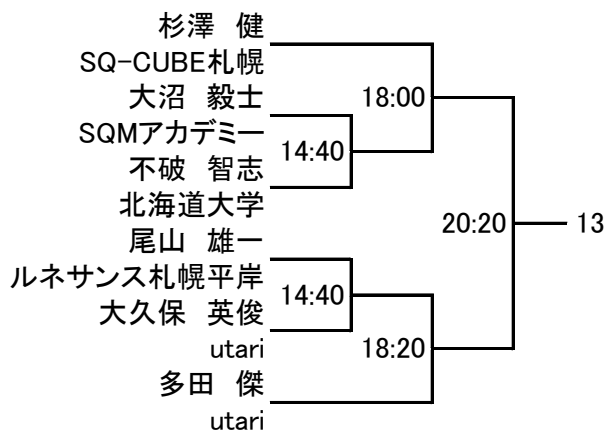 杉澤　健
SQ-CUBE札幌
大沼　毅士
18:00
SQMアカデミー
14:40
不破　智志
北海道大学
20:20
13
尾山　雄一
ルネサンス札幌平岸
14:40
大久保　英俊
utari
18:20
多田　傑
utari